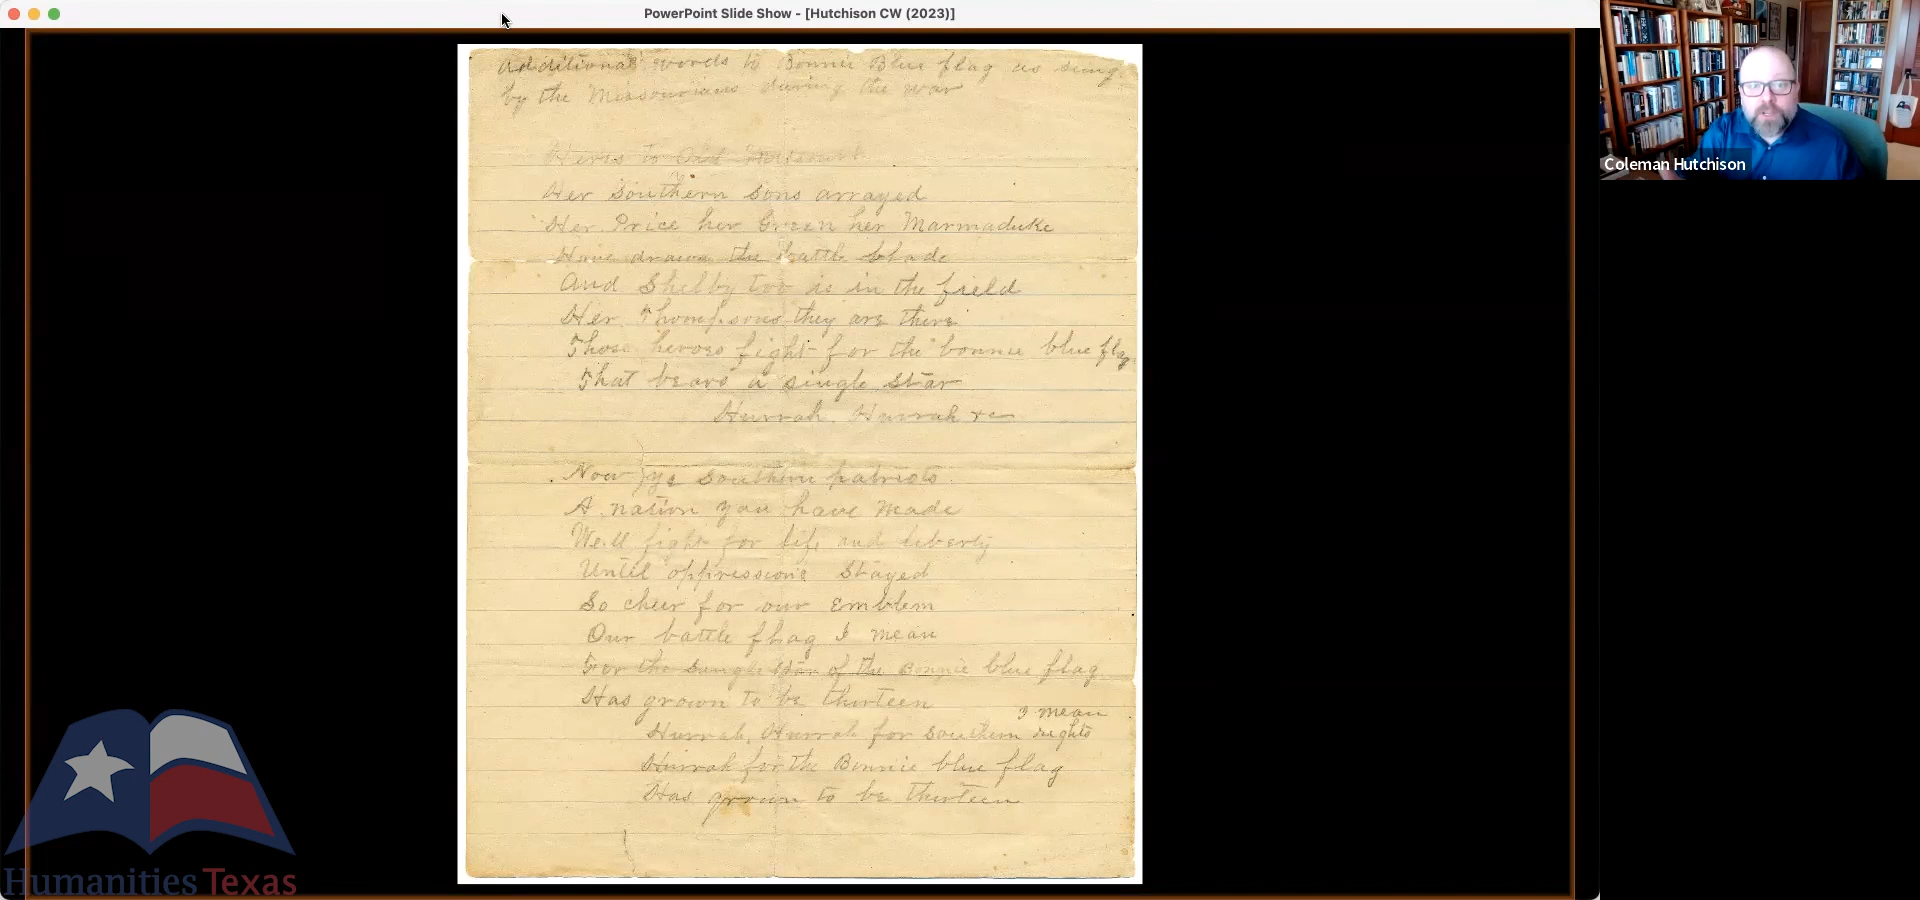 PowerPoint Slide Show - [Hutchison CW (2023)]
Additional words to Bonnie Blue flag as sung
by the Missourians during the war
Heres to Old Missouri
Her Southern Sons arrayed
Her Price her Green her Marmaduke
Have drawn the battle blade
And Shelby too is in the field
Her Thompsons they are there
Those heroes fight for the bonnie blue flag
That bears a single star
Hurrah, Hurrah &c
Now ye Southern patriots
A nation you have made
We'll fight for life and liberty
Until oppressions Stayed
So cheer for our Emblem
Our battle flag I mean
For the single star of the Bonnie blue flag
Has grown to be thirteen
3 mean
Hurrah, Hurrah for Southern rights
Hurrah for the Bonnie blue flag
Has grown to be thirteen
Coleman Hutchison
Humanities Texas